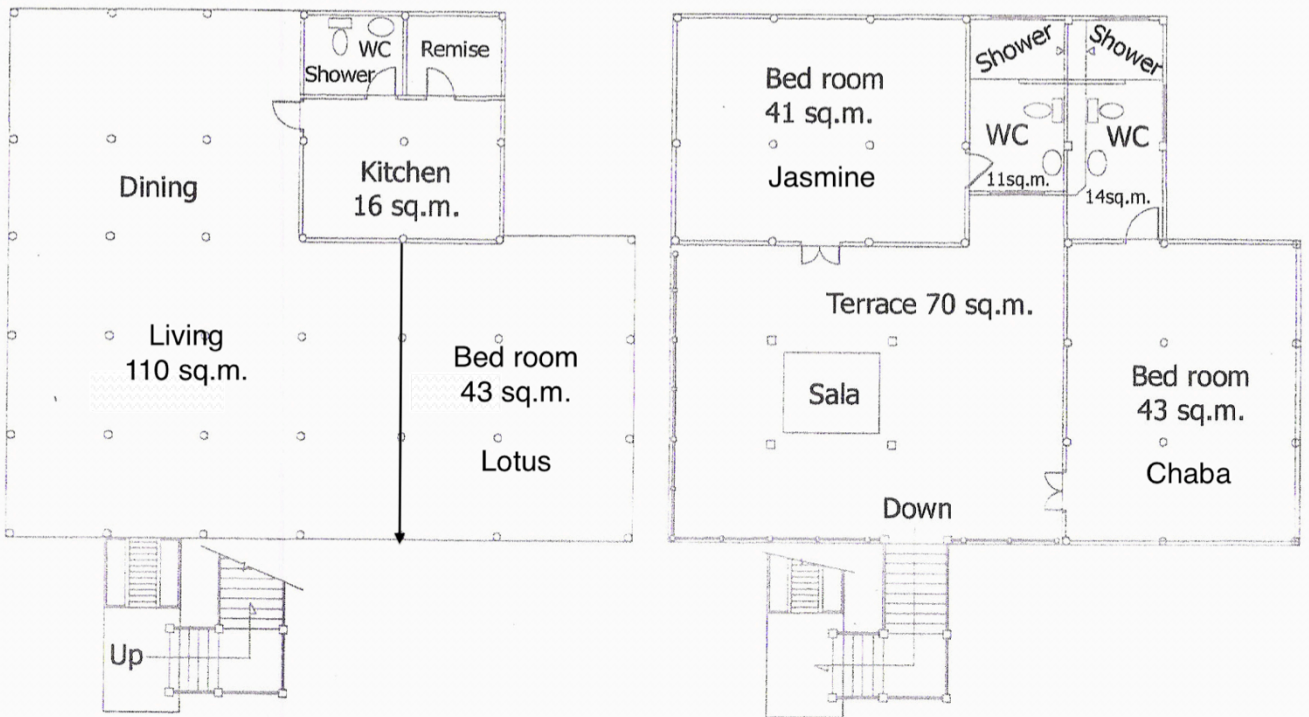 WC
Shower
Remise
Dining
Kitchen
16 sq.m.
Living
110 sq.m.
Bed room
43 sq.m.
Lotus
Up
Bed room
41 sq.m.
Jasmine
Shower
Shower
WC
11sq.m.
WC
14sq.m.
Terrace 70 sq.m.
Sala
Bed room
43 sq.m.
Chaba
Down